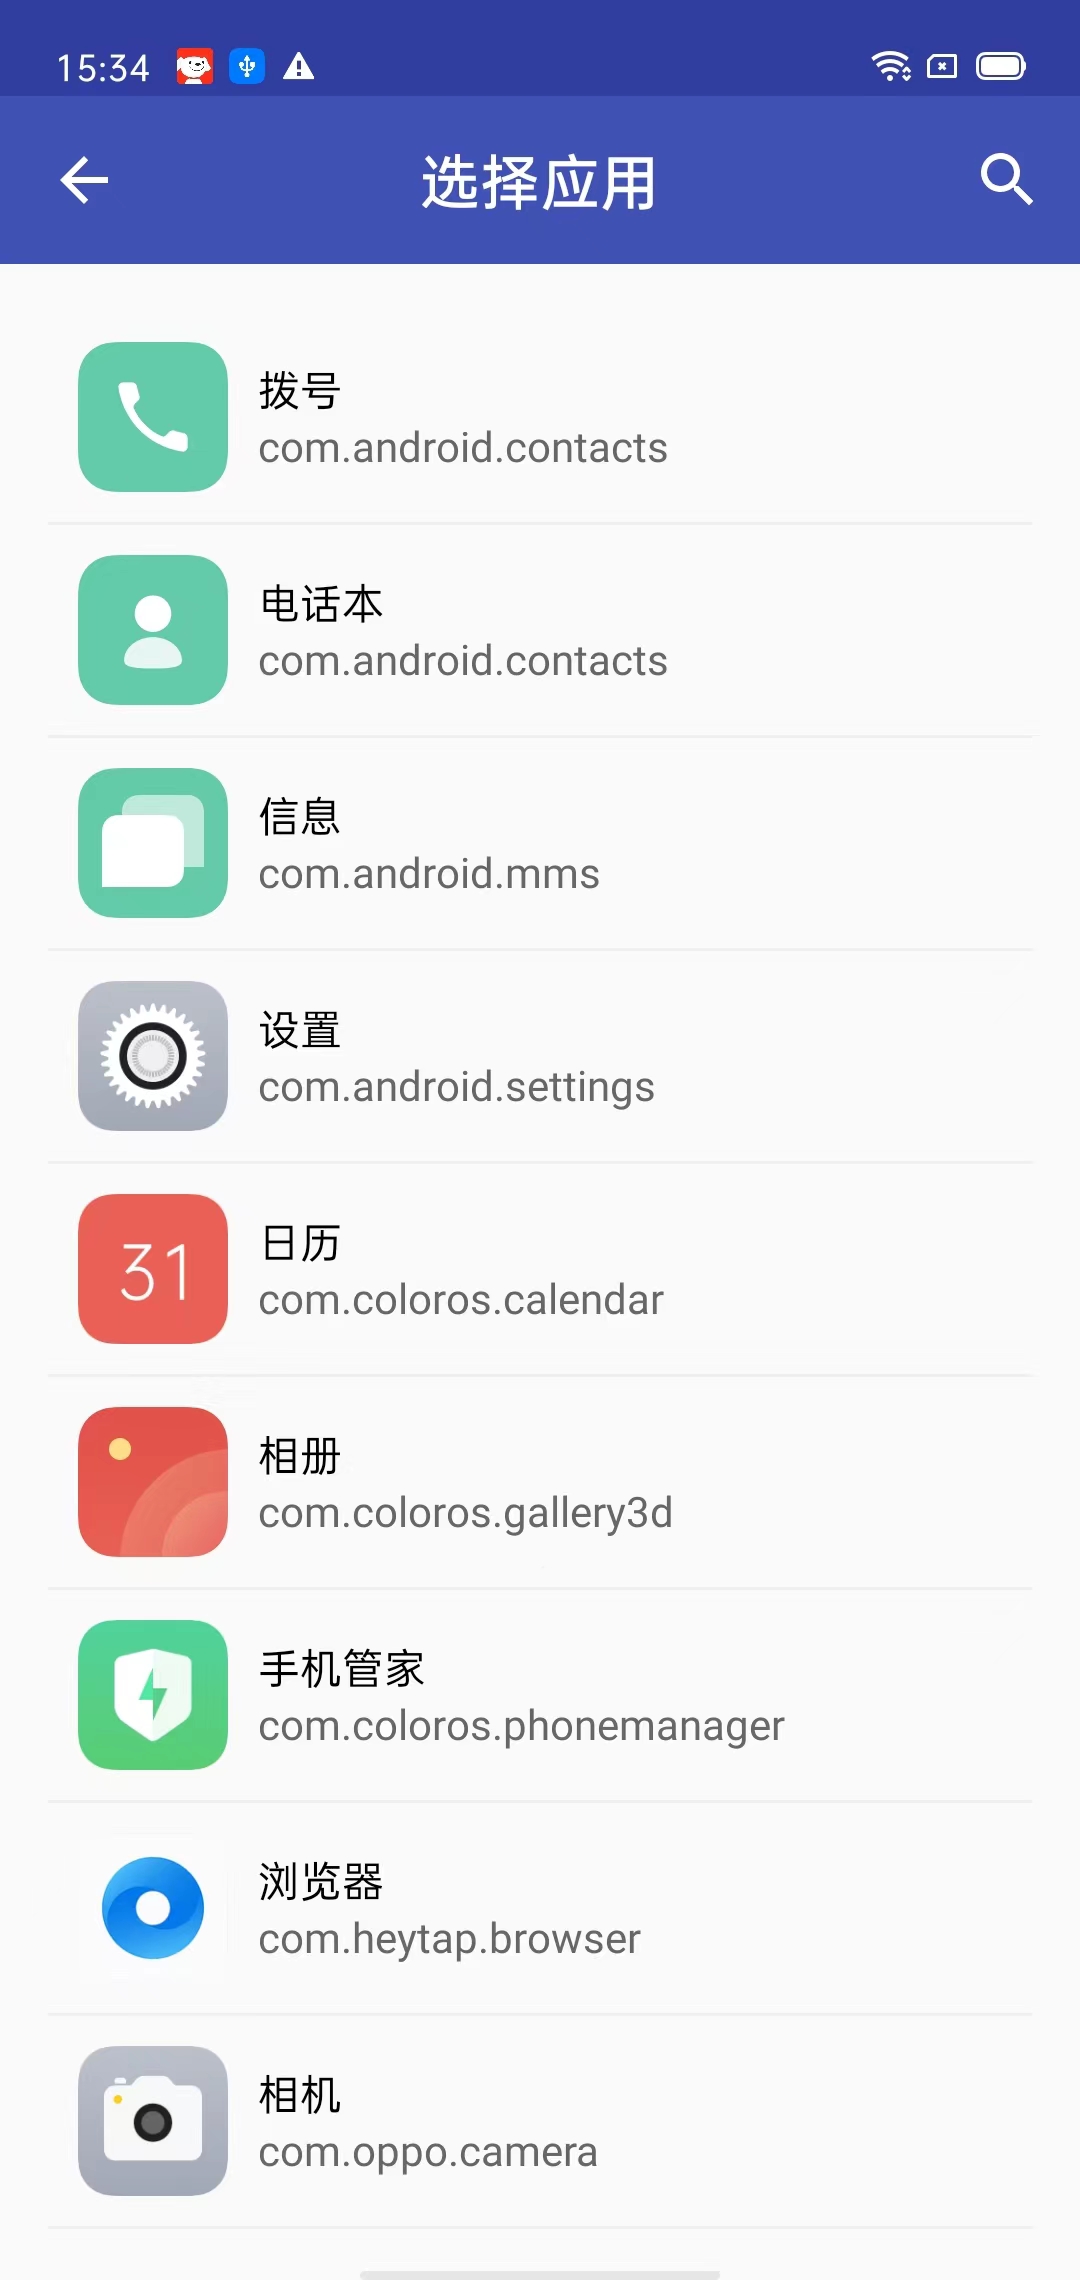 15:34
选择应用
拨号
com.android.contacts
电话本
com.android.contacts
信息
com.android.mms
设置
com.android.settings
31
日历
com.coloros.calendar
相册
com.coloros.gallery3d
手机管家
com.coloros.phonemanager
浏览器
com.heytap.browser
相机
com.oppo.camera